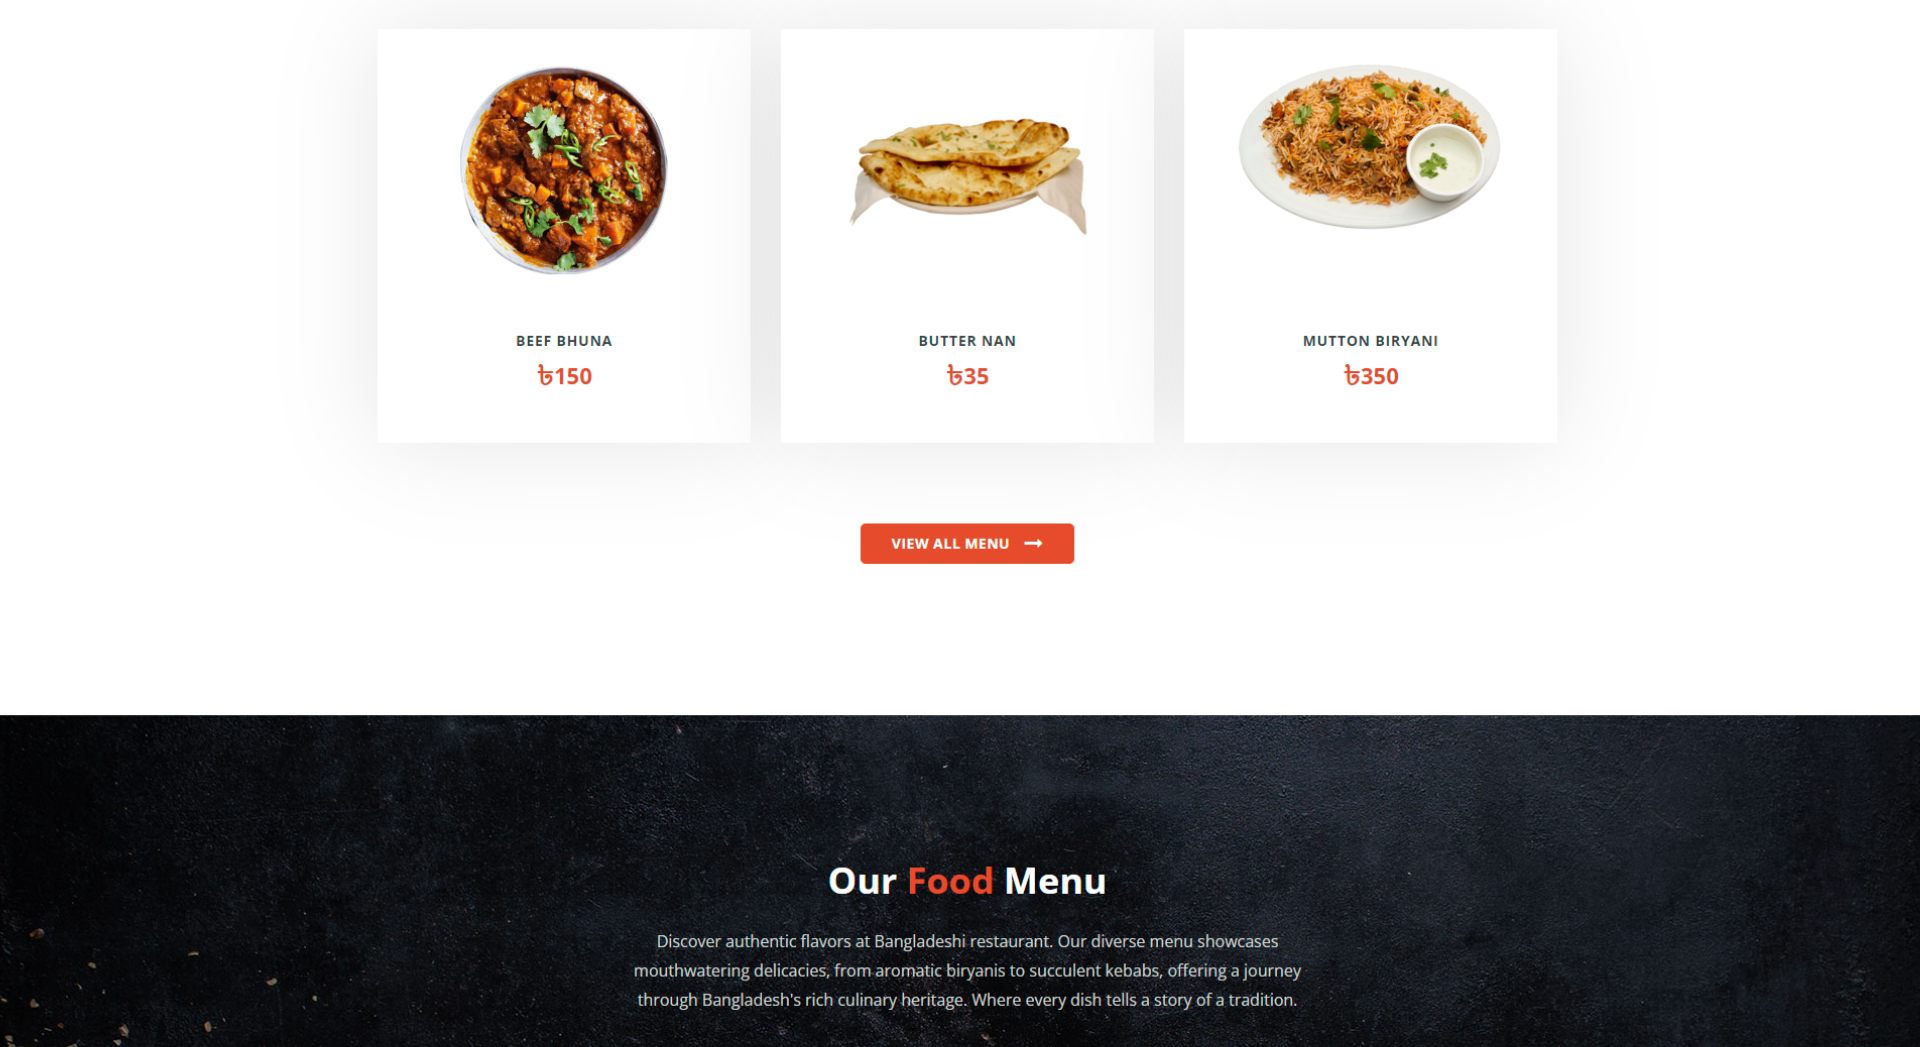 BEEF BHUNA
৳150
BUTTER NAN
৳35
MUTTON BIRYANI
৳350
VIEW ALL MENU
Our Food Menu
Discover authentic flavors at Bangladeshi restaurant. Our diverse menu showcases
mouthwatering delicacies, from aromatic biryanis to succulent kebabs, offering a journey
through Bangladesh's rich culinary heritage. Where every dish tells a story of a tradition.